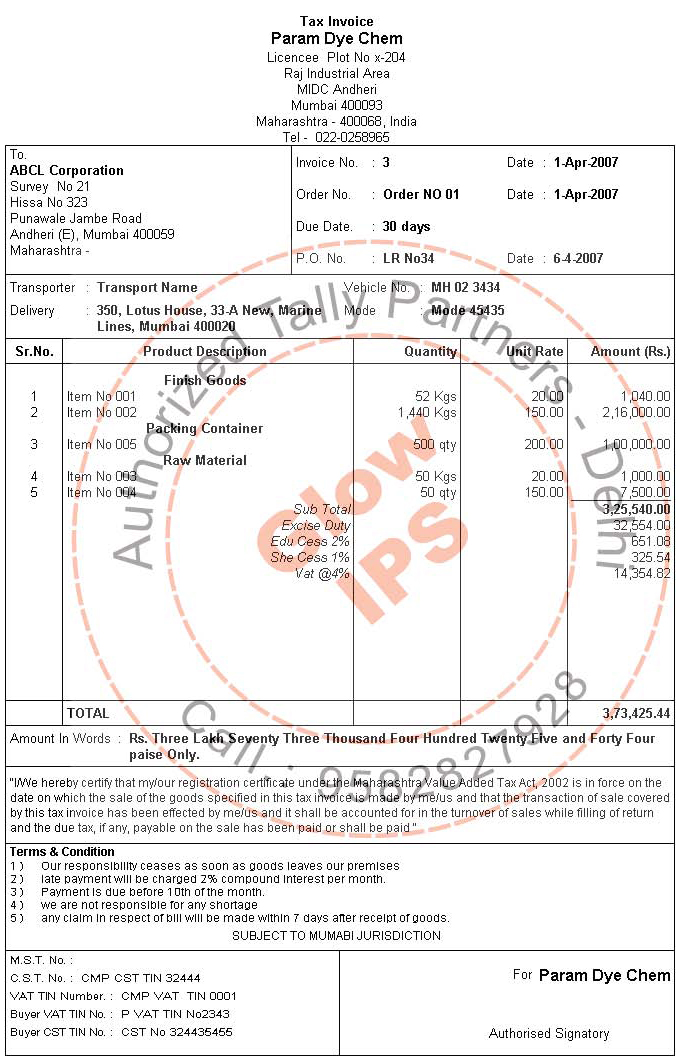 Tax Invoice
Param Dye Chem
Licencee Plot No x-204
Raj Industrial Area
MIDC Andheri
Mumbai 400093
Maharashtra - 400068, India
Tel - 022-0258965
To.
ABCL Corporation
Survey No 21
Hissa No 323
Punawale Jambe Road
Andheri (E), Mumbai 400059
Maharashtra -
Invoice No. : 3 Date : 1-Apr-2007
Order No. : Order NO 01 Date : 1-Apr-2007
Due Date. : 30 days
P.O. No. : LR No34 Date : 6-4-2007
Transporter : Transport Name Vehicle No. : MH 02 3434
Delivery : 350, Lotus House, 33-A New, Marine Mode : Mode 45435
Lines, Mumbai 400020
Sr.No. Product Description Quantity Unit Rate Amount (Rs.)
Finish Goods
1 Item No 001 52 Kgs 20.00 1,040.00
2 Item No 002 1,440 Kgs 150.00 2,16,000.00
Packing Container
3 Item No 005 500 qty 200.00 1,00,000.00
Raw Material
4 Item No 003 50 Kgs 20.00 1,000.00
5 Item No 004 50 qty 150.00 7,500.00
Sub Total 3,25,540.00
Excise Duty 32,554.00
Edu Cess 2% 651.08
She Cess 1% 325.54
Vat @4% 14,354.82
TOTAL 3,73,425.44
Amount In Words : Rs. Three Lakh Seventy Three Thousand Four Hundred Twenty Five and Forty Four
paise Only.
"I/We hereby certify that my/our registration certificate under the Maharashtra Value Added Tax Act, 2002 is in force on the
date on which the sale of the goods specified in this tax invoice is made by me/us and that the transaction of sale covered
by this tax invoice has been effected by me/us and it shall be accounted for in the turnover of sales while filling of return
and the due tax, if any, payable on the sale has been paid or shall be paid "
Terms & Condition
1 ) Our responsibility ceases as soon as goods leaves our premises
2 ) late payment will be charged 2% compound interest per month.
3 ) Payment is due before 10th of the month.
4 ) we are not responsible for any shortage
5 ) any claim in respect of bill will be made within 7 days after receipt of goods.
SUBJECT TO MUMABI JURISDICTION
M.S.T. No. :
C.S.T. No. : CMP CST TIN 32444
VAT TIN Number. : CMP VAT TIN 0001
Buyer VAT TIN No. : P VAT TIN No2343
Buyer CST TIN No. : CST No 324435455
For Param Dye Chem
Authorised Signatory
Authorized Tally Partners - Delhi
Glow
IPS
Call : 9582827928